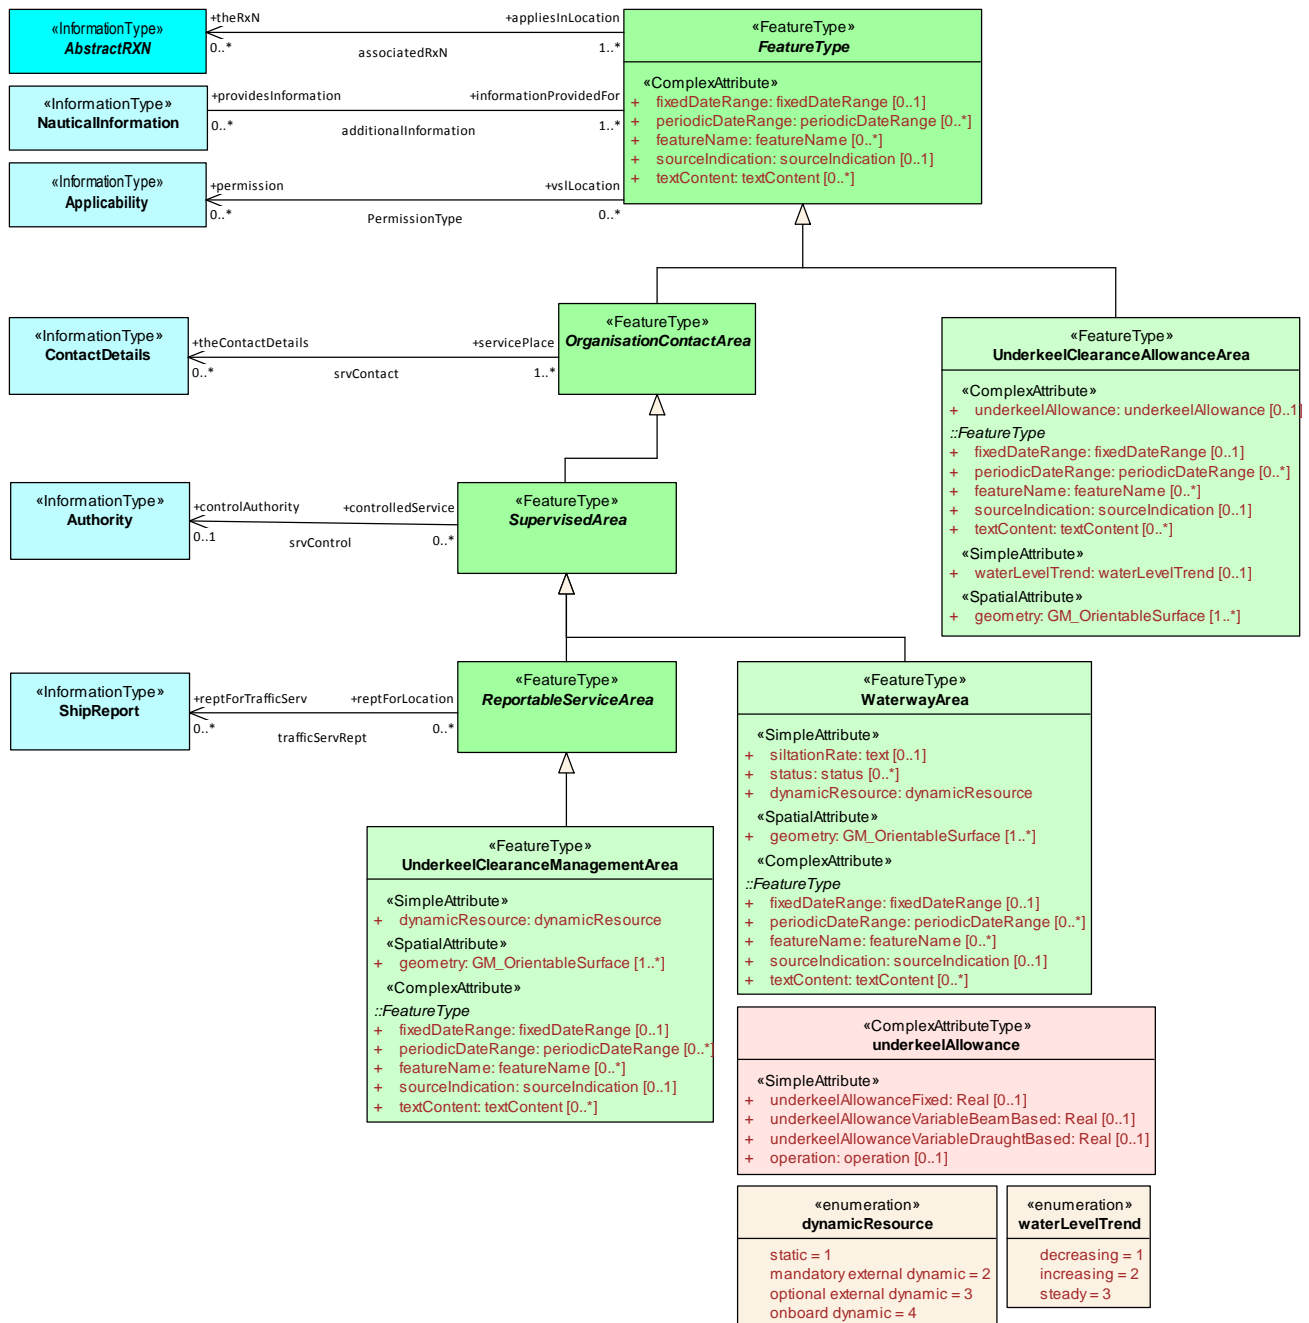 «InformationType»
AbstractRXN
+theRxN
+appliesInLocation
0..*
associatedRxN
1..*
«FeatureType»
FeatureType
«ComplexAttribute»
+ fixedDateRange: fixedDateRange [0..1]
+ periodicDateRange: periodicDateRange [0..*]
+ featureName: featureName [0..*]
+ sourceIndication: sourceIndication [0..1]
+ textContent: textContent [0..*]
«InformationType»
NauticalInformation
+providesInformation
+informationProvidedFor
0..*
additionalInformation
1..*
«InformationType»
Applicability
+permission
+vslLocation
0..*
PermissionType
0..*
«InformationType»
ContactDetails
+theContactDetails
+servicePlace
0..*
srvContact
1..*
«FeatureType»
OrganisationContactArea
«FeatureType»
UnderkeelClearanceAllowanceArea
«ComplexAttribute»
+ underkeelAllowance: underkeelAllowance [0..1]
::FeatureType
+ fixedDateRange: fixedDateRange [0..1]
+ periodicDateRange: periodicDateRange [0..*]
+ featureName: featureName [0..*]
+ sourceIndication: sourceIndication [0..1]
+ textContent: textContent [0..*]
«SimpleAttribute»
+ waterLevelTrend: waterLevelTrend [0..1]
«SpatialAttribute»
+ geometry: GM_OrientableSurface [1..*]
«InformationType»
Authority
+controlAuthority
+controlledService
0..1
srvControl
0..*
«FeatureType»
SupervisedArea
«InformationType»
ShipReport
+reptForTrafficServ
+reptForLocation
0..*
trafficServRept
0..*
«FeatureType»
ReportableServiceArea
«FeatureType»
WaterwayArea
«SimpleAttribute»
+ siltationRate: text [0..1]
+ status: status [0..*]
+ dynamicResource: dynamicResource
«SpatialAttribute»
+ geometry: GM_OrientableSurface [1..*]
«ComplexAttribute»
::FeatureType
+ fixedDateRange: fixedDateRange [0..1]
+ periodicDateRange: periodicDateRange [0..*]
+ featureName: featureName [0..*]
+ sourceIndication: sourceIndication [0..1]
+ textContent: textContent [0..*]
«FeatureType»
UnderkeelClearanceManagementArea
«SimpleAttribute»
+ dynamicResource: dynamicResource
«SpatialAttribute»
+ geometry: GM_OrientableSurface [1..*]
«ComplexAttribute»
::FeatureType
+ fixedDateRange: fixedDateRange [0..1]
+ periodicDateRange: periodicDateRange [0..*]
+ featureName: featureName [0..*]
+ sourceIndication: sourceIndication [0..1]
+ textContent: textContent [0..*]
«ComplexAttributeType»
underkeelAllowance
«SimpleAttribute»
+ underkeelAllowanceFixed: Real [0..1]
+ underkeelAllowanceVariableBeamBased: Real [0..1]
+ underkeelAllowanceVariableDraughtBased: Real [0..1]
+ operation: operation [0..1]
«enumeration»
dynamicResource
static = 1
mandatory external dynamic = 2
optional external dynamic = 3
onboard dynamic = 4
«enumeration»
waterLevelTrend
decreasing = 1
increasing = 2
steady = 3